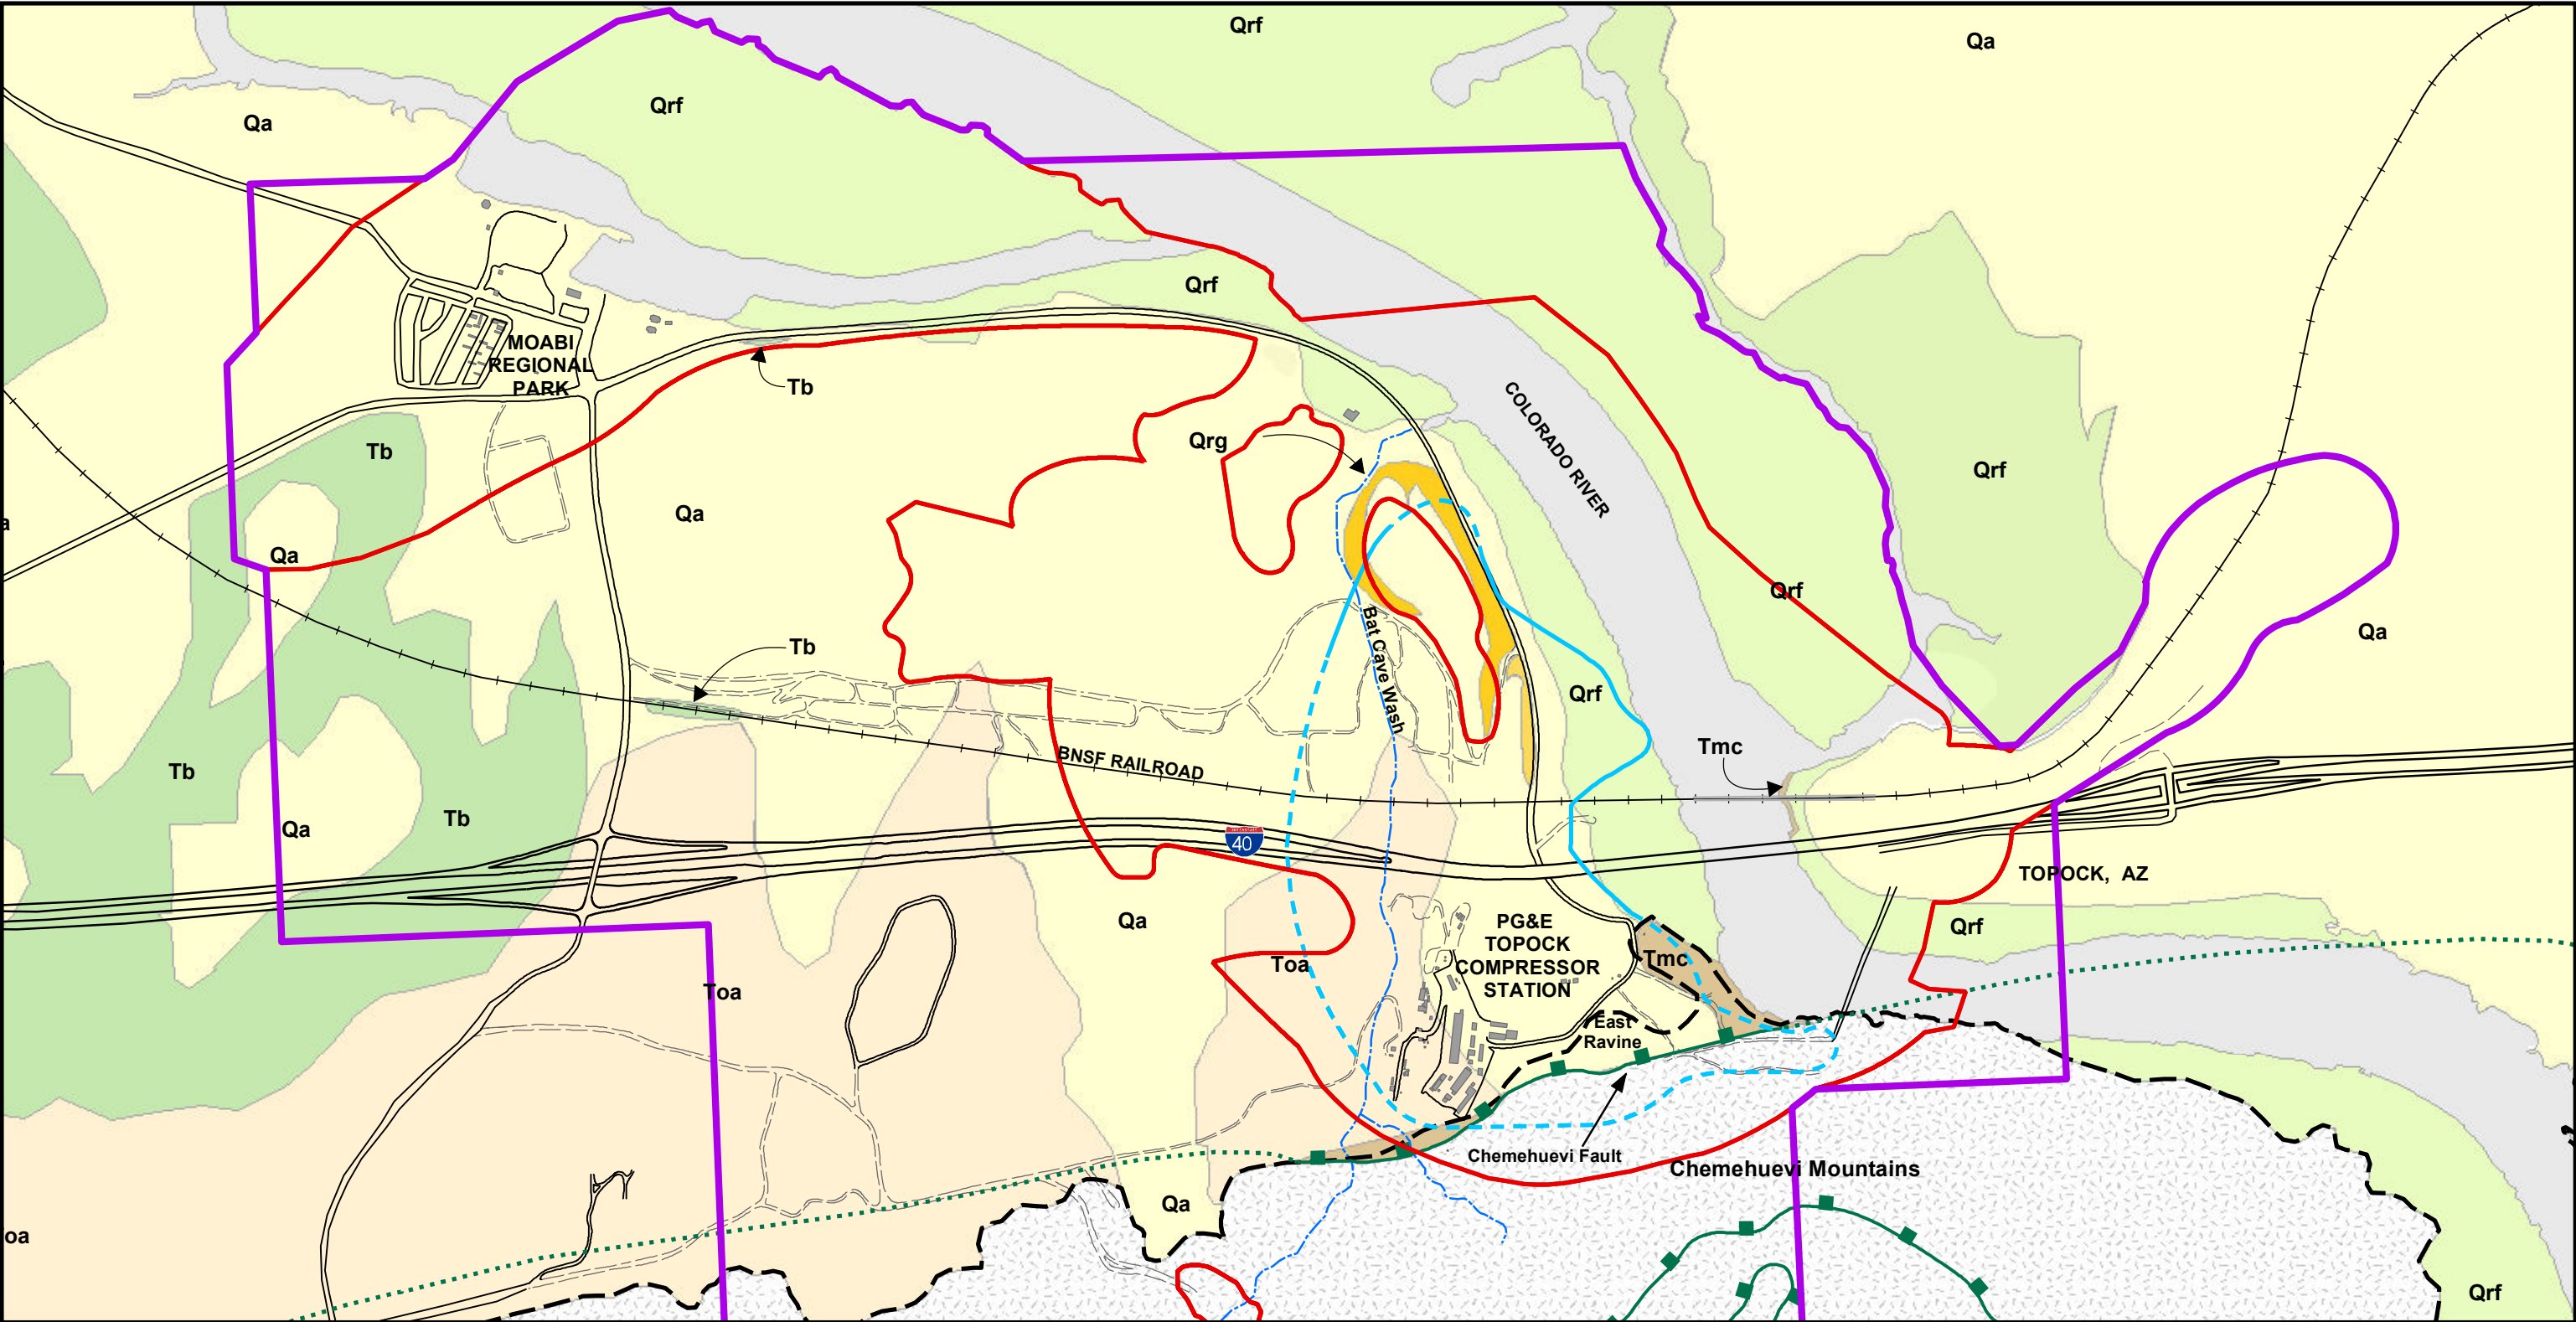 Qrf
Qa
Qrf
Qa
Qrf
MOABI
REGIONAL
PARK
Tb
COLORADO RIVER
Qrg
Tb
Qrf
Qa
a
Qa
Qrf
Bat Cave Wash
Qa
Tb
Qrf
Tmc
BNSF RAILROAD
Tb
Tb
Qa
40
TOPOCK, AZ
Qa
PG&E
TOPOCK
COMPRESSOR
STATION
Qrf
Toa
Tmc
Toa
East
Ravine
Chemehuevi Fault
Chemehuevi Mountains
Qa
oa
Qrf